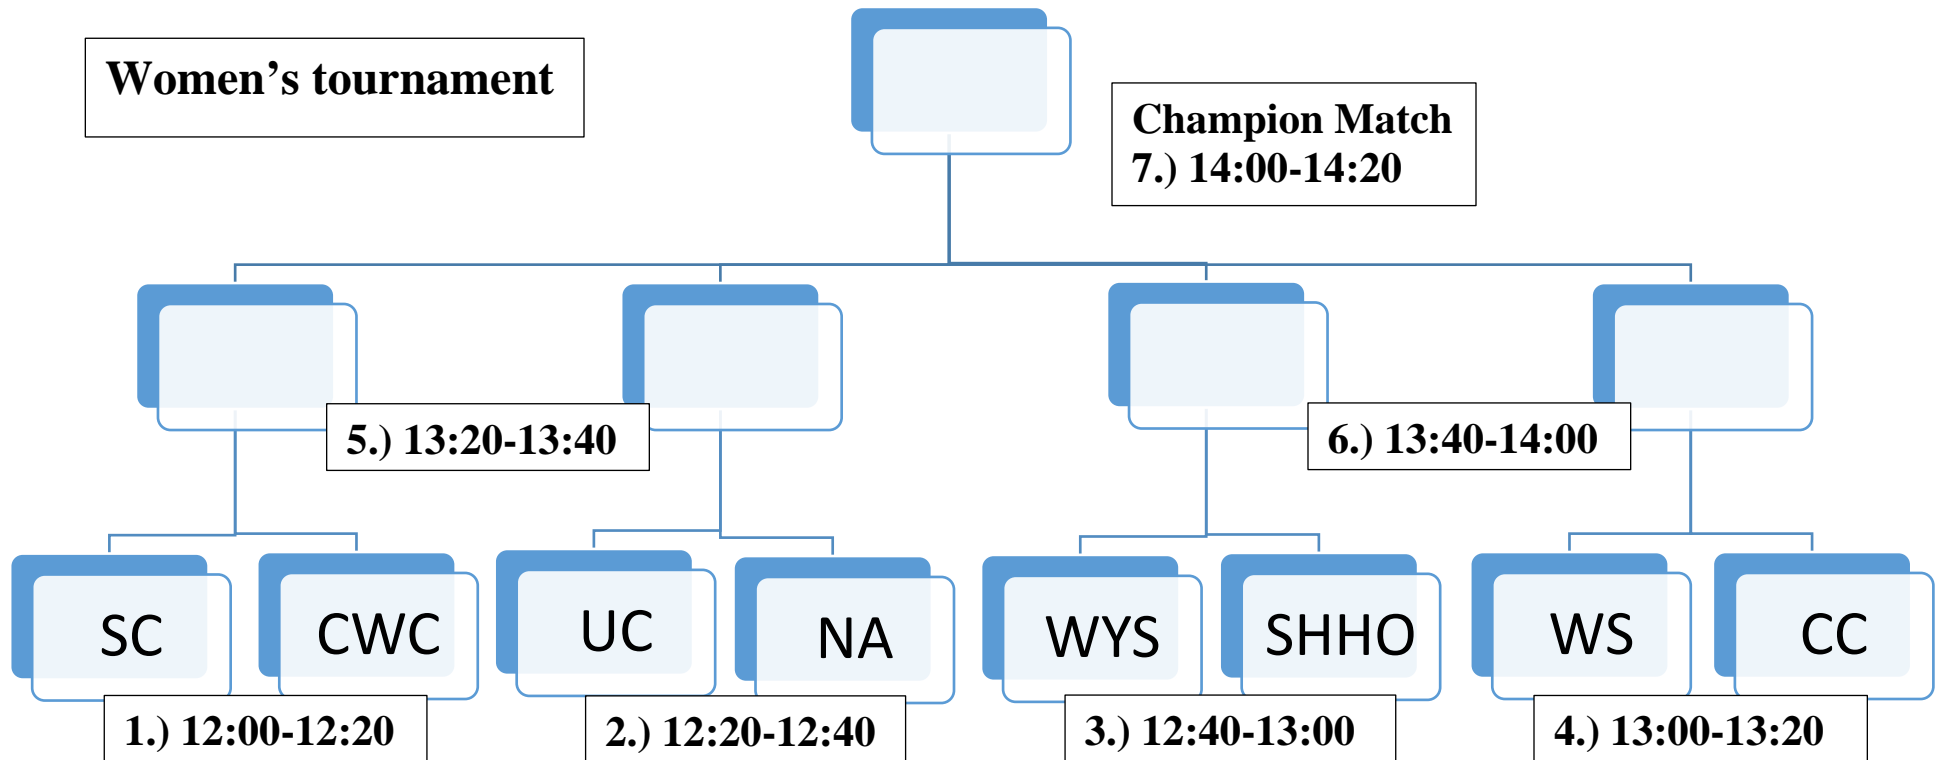 Women’s tournament
Champion Match
7.) 14:00-14:20
5.) 13:20-13:40
6.) 13:40-14:00
SC
CWC
UC
NA
WYS
SHHO
WS
CC
1.) 12:00-12:20
2.) 12:20-12:40
3.) 12:40-13:00
4.) 13:00-13:20